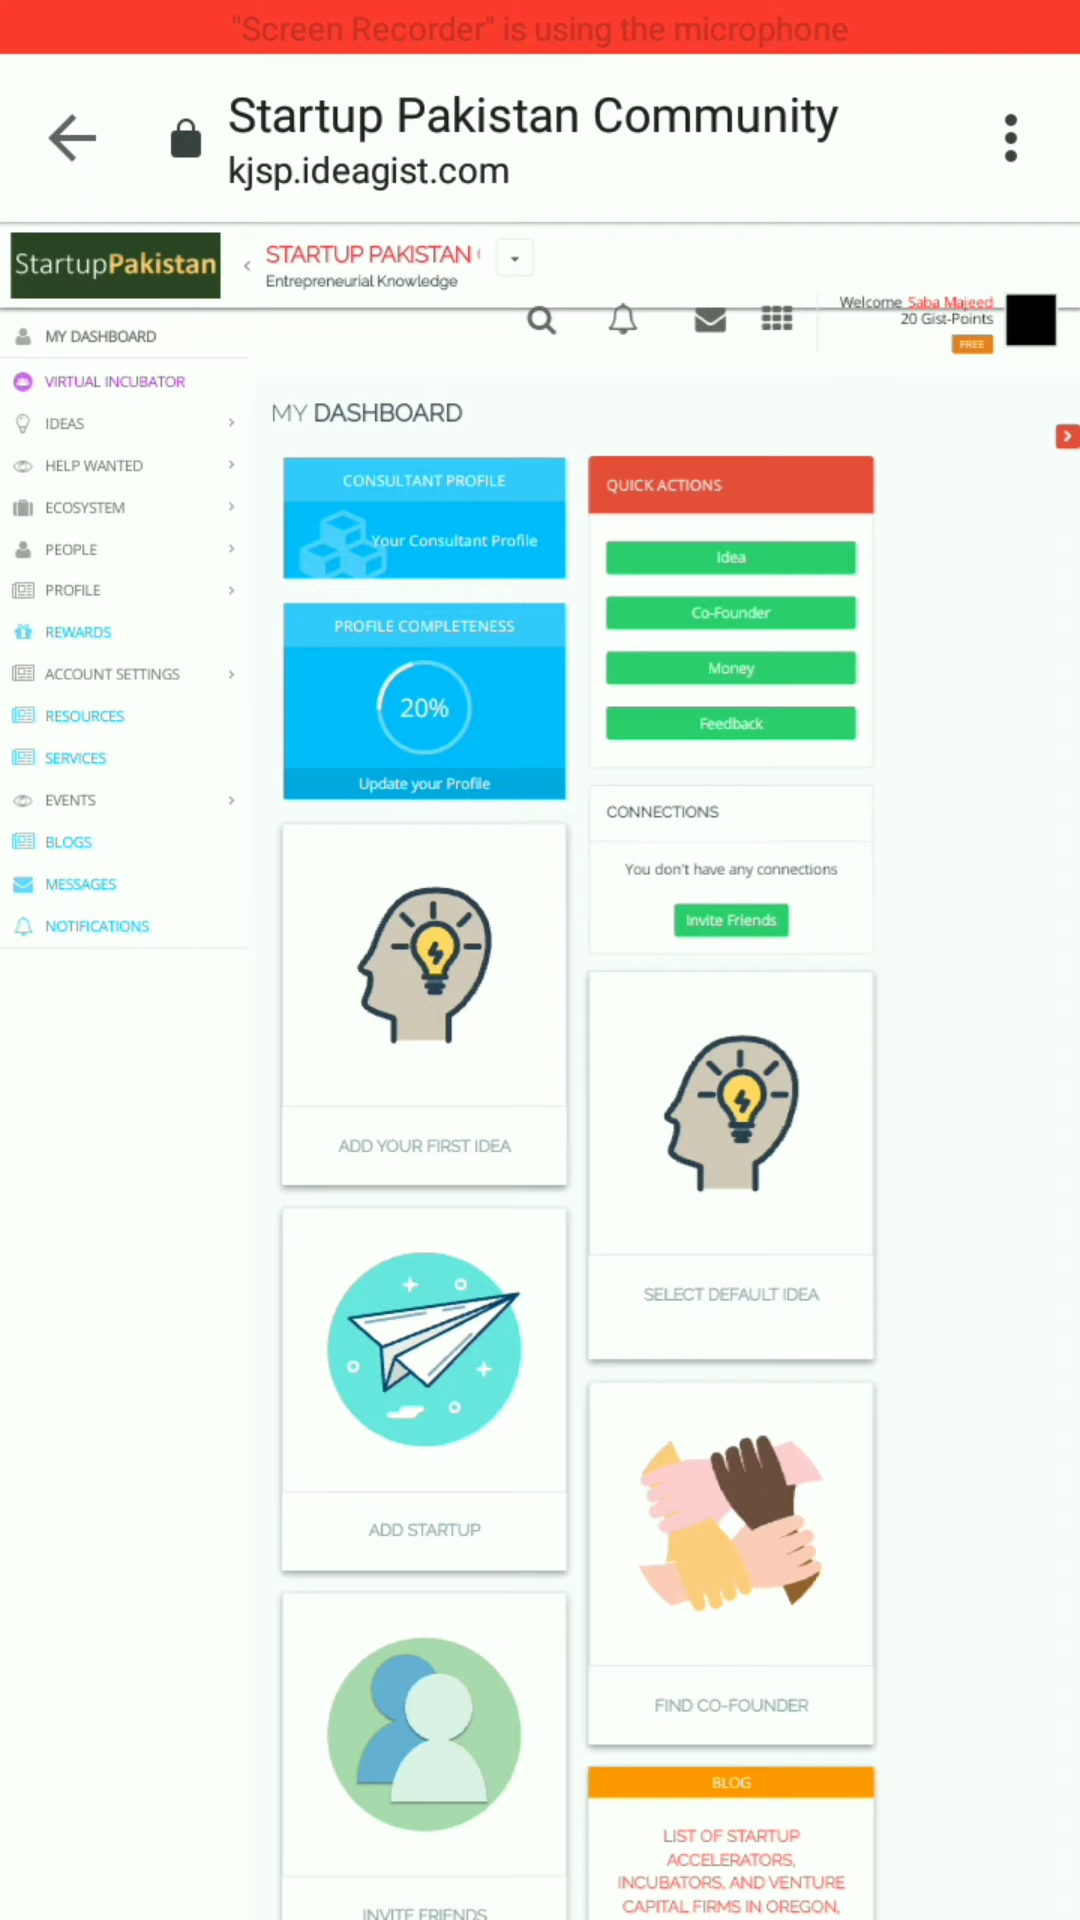 "Screen Recorder" is using the microphone
Startup Pakistan Community
kjsp.ideagist.com
StartupPakistan
STARTUP PAKISTAN
Entrepreneurial Knowledge
Welcome Saba Majeed
20 Gist-Points
FREE
MY DASHBOARD
VIRTUAL INCUBATOR
IDEAS
HELP WANTED
ECOSYSTEM
PEOPLE
PROFILE
REWARDS
ACCOUNT SETTINGS
RESOURCES
SERVICES
EVENTS
BLOGS
MESSAGES
NOTIFICATIONS
MY DASHBOARD
CONSULTANT PROFILE
Your Consultant Profile
PROFILE COMPLETENESS
20%
Update your Profile
ADD YOUR FIRST IDEA
ADD STARTUP
INVITE FRIENDS
QUICK ACTIONS
Idea
Co-Founder
Money
Feedback
CONNECTIONS
You don't have any connections
Invite Friends
SELECT DEFAULT IDEA
FIND CO-FOUNDER
BLOG
LIST OF STARTUP
ACCELERATORS,
INCUBATORS, AND VENTURE
CAPITAL FIRMS IN OREGON,